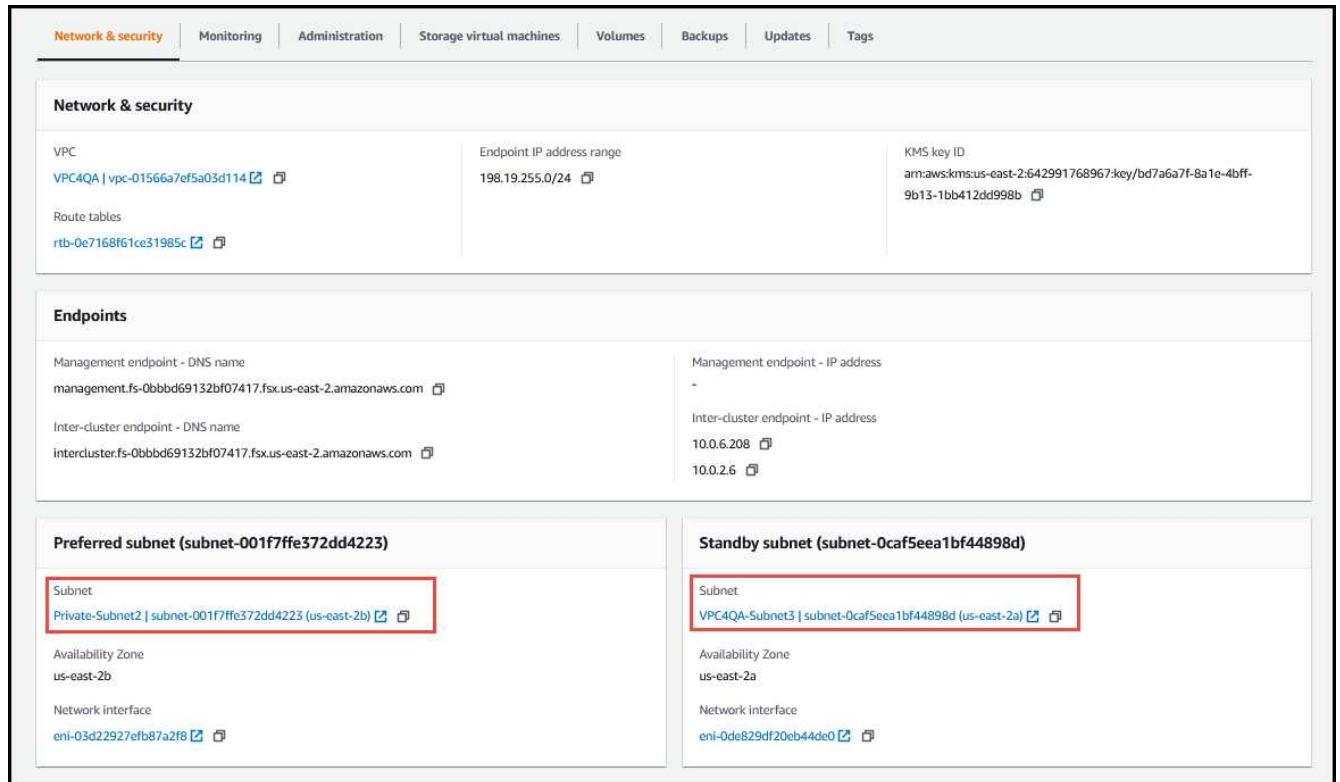 Network & security Monitoring Administration Storage virtual machines Volumes Backups Updates Tags
Network & security
VPC
VPC4QA | vpc-01566a7ef5a03d114
Route tables
rtb-0e7168f61ce31985c
Endpoint IP address range
198.19.255.0/24
KMS key ID
arn:aws:kms:us-east-2:642991768967:key/bd7a6a7f-8a1e-4bff-
9b13-1bb412dd998b
Endpoints
Management endpoint - DNS name
management.fs-0bbbd69132bf07417.fsx.us-east-2.amazonaws.com
Inter-cluster endpoint - DNS name
intercluster.fs-0bbbd69132bf07417.fsx.us-east-2.amazonaws.com
Management endpoint - IP address
-
Inter-cluster endpoint - IP address
10.0.6.208
10.0.2.6
Preferred subnet (subnet-001f7ffe372dd4223)
Subnet
Private-Subnet2 | subnet-001f7ffe372dd4223 (us-east-2b)
Availability Zone
us-east-2b
Network interface
eni-03d22927efb87a2f8
Standby subnet (subnet-0caf5eea1bf44898d)
Subnet
VPC4QA-Subnet3 | subnet-0caf5eea1bf44898d (us-east-2a)
Availability Zone
us-east-2a
Network interface
eni-0de829df20eb44de0